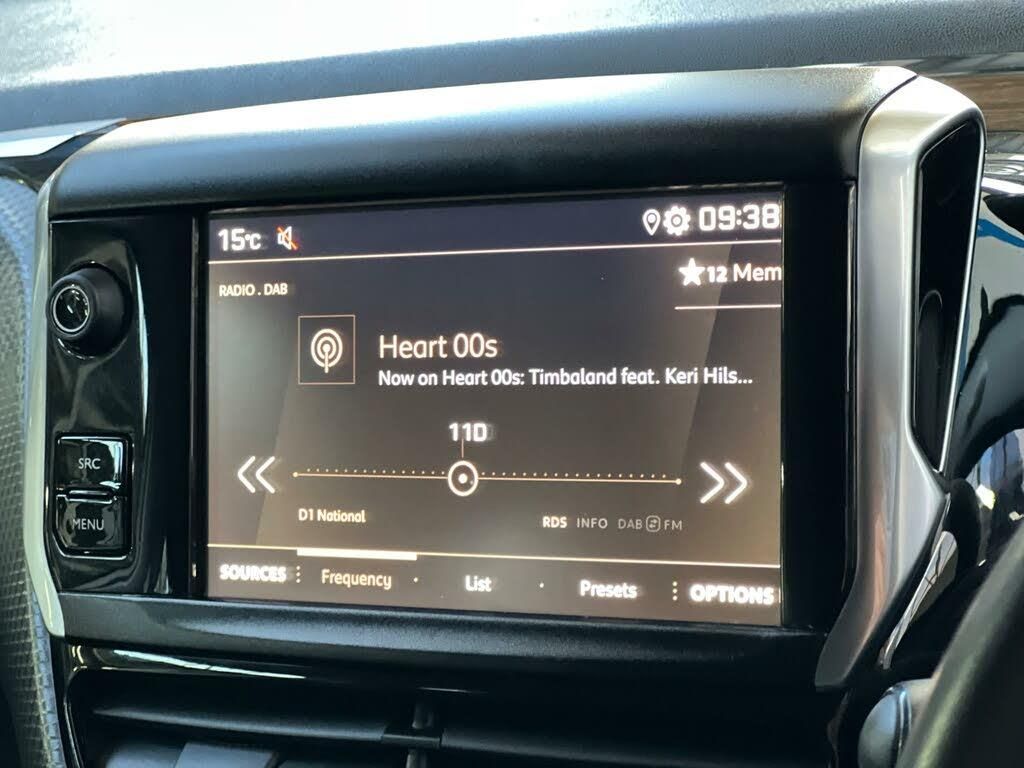 15°C
09:38
12 Mem
RADIO . DAB
Heart 00s
Now on Heart 00s: Timbaland feat. Keri Hils...
11D
SRC
D1 National
RDS INFO DAB FM
MENU
SOURCES Frequency · List · Presets OPTIONS